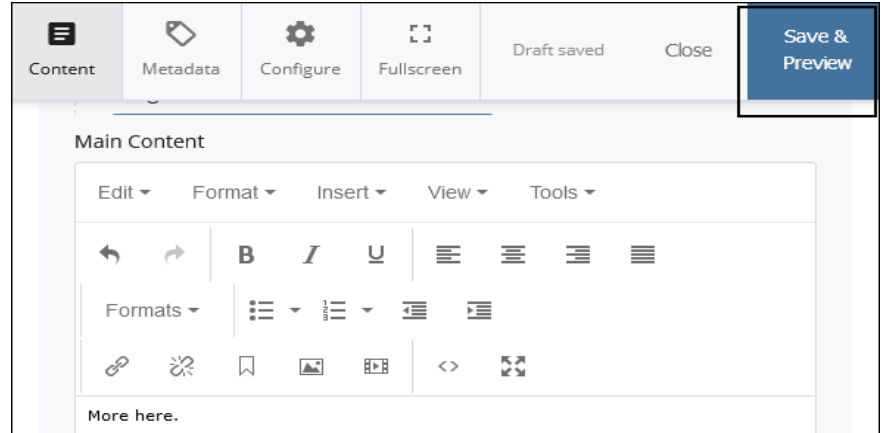 Content Metadata Configure Fullscreen Draft saved Close Save &
Preview
Main Content
Edit Format Insert View Tools
B I U
Formats
More here.